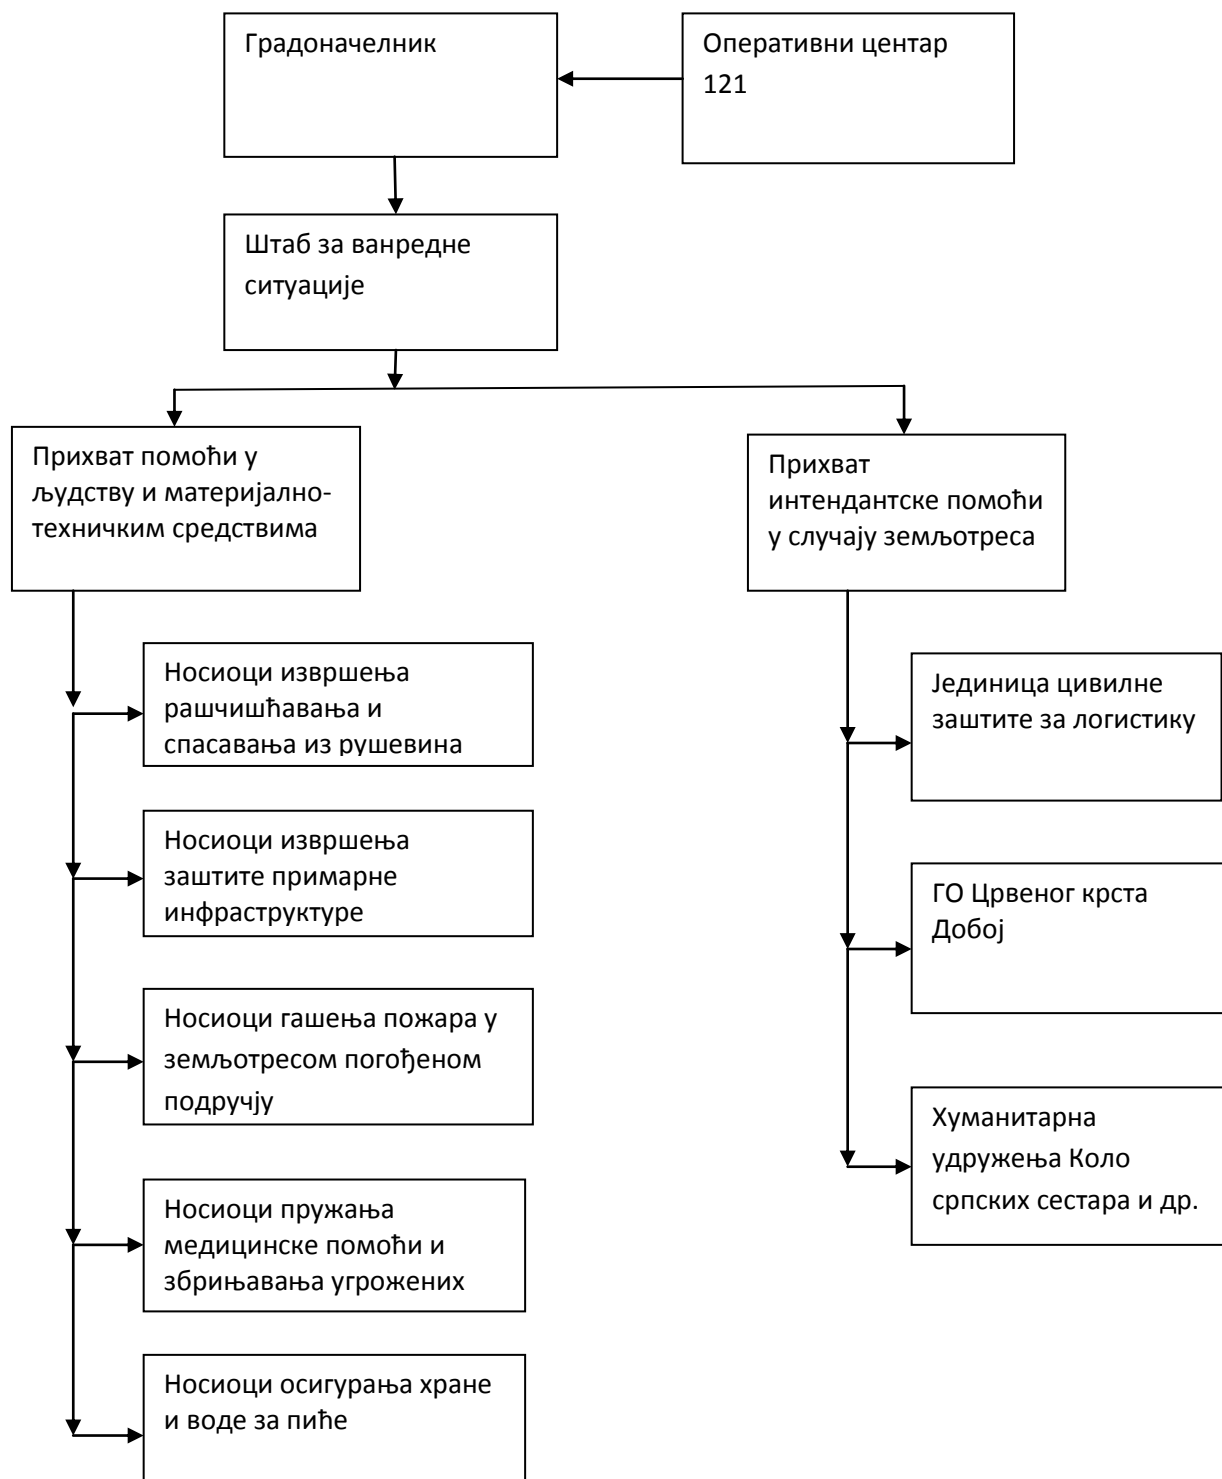 Градоначелник
Оперативни центар
121
Штаб за ванредне
ситуације
Прихват помоћи у
људству и материјално-
техничким средствима
Прихват
интендантске помоћи
у случају земљотреса
Носиоци извршења
рашчишћавања и
спасавања из рушевина
Носиоци извршења
заштите примарне
инфраструктуре
Носиоци гашења пожара у
земљотресом погођеном
подручју
Носиоци пружања
медицинске помоћи и
збрињавања угрожених
Носиоци осигурања хране
и воде за пиће
Јединица цивилне
заштите за логистику
ГО Црвеног крста
Добој
Хуманитарна
удружења Коло
српских сестара и др.